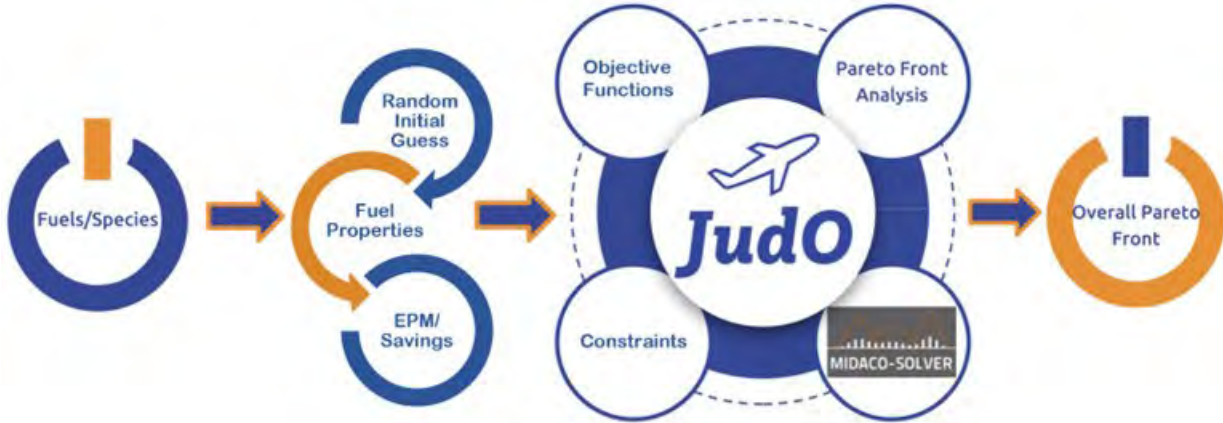 Fuels/Species
Random
Initial
Guess
Fuel
Properties
EPM/
Savings
Objective
Functions
Pareto Front
Analysis
JudO
Constraints
MIDACO-SOLVER
Overall Pareto
Front